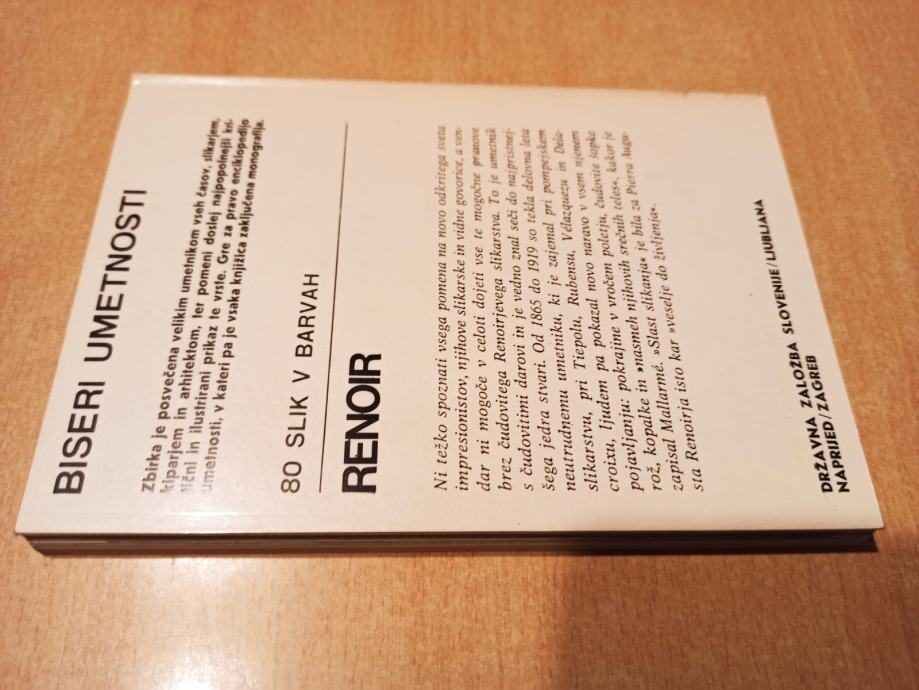 BISERI UMETNOSTI
Zbirka je posvečena velikim umetnikom vseh časov, slikarjem,
kiparjem in arhitektom, ter pomeni doslej najpopolnejši kri-
tični in ilustrirani prikaz te vrste. Gre za pravo enciklopedijo
umetnosti, v kateri pa je vsaka knjižica zaključena monografija.
80 SLIK V BARVAH
RENOIR
Ni težko spoznati vsega pomena na novo odkritega sveta
impresionistov, njihove slikarske in vidne govorice, a ven-
dar ni mogoče v celoti dojeti vse te mogočne pranove
brez čudovitega Renoirjevega slikarstva. To je umetnik
s čudovitimi darovi in je vedno znal seči do najpristnej-
šega jedra stvari. Od 1865 do 1919 so tekla delovna leta
neutrudnemu umetniku, ki je zajemal pri pompejskem
slikarstvu, pri Tiepolu, Rubensu, Vélazquezu in Dela-
croixu, ljudem pa pokazal novo naravo v vsem njenem
pojavljanju: pokrajine v vročem poletju, čudovite šopke
rož, kopalke in »nasmeh njihovih srečnih teles«, kakor je
zapisal Mallarmé. »Slast slikanja« je bila za Pierra Augu-
sta Renoirja isto kar »veselje do življenja«.
DRŽAVNA ZALOŽBA SLOVENIJE/LJUBLJANA
NAPRIJED/ZAGREB